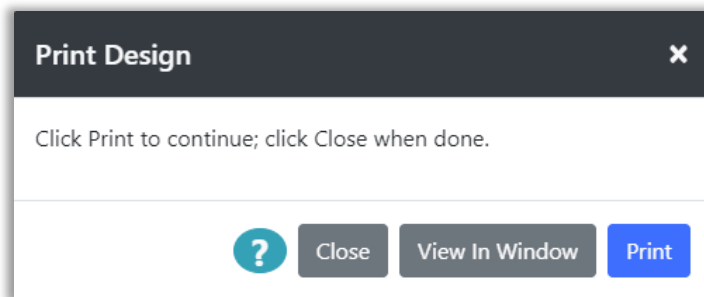 Print Design ×
Click Print to continue; click Close when done.
? Close View In Window Print